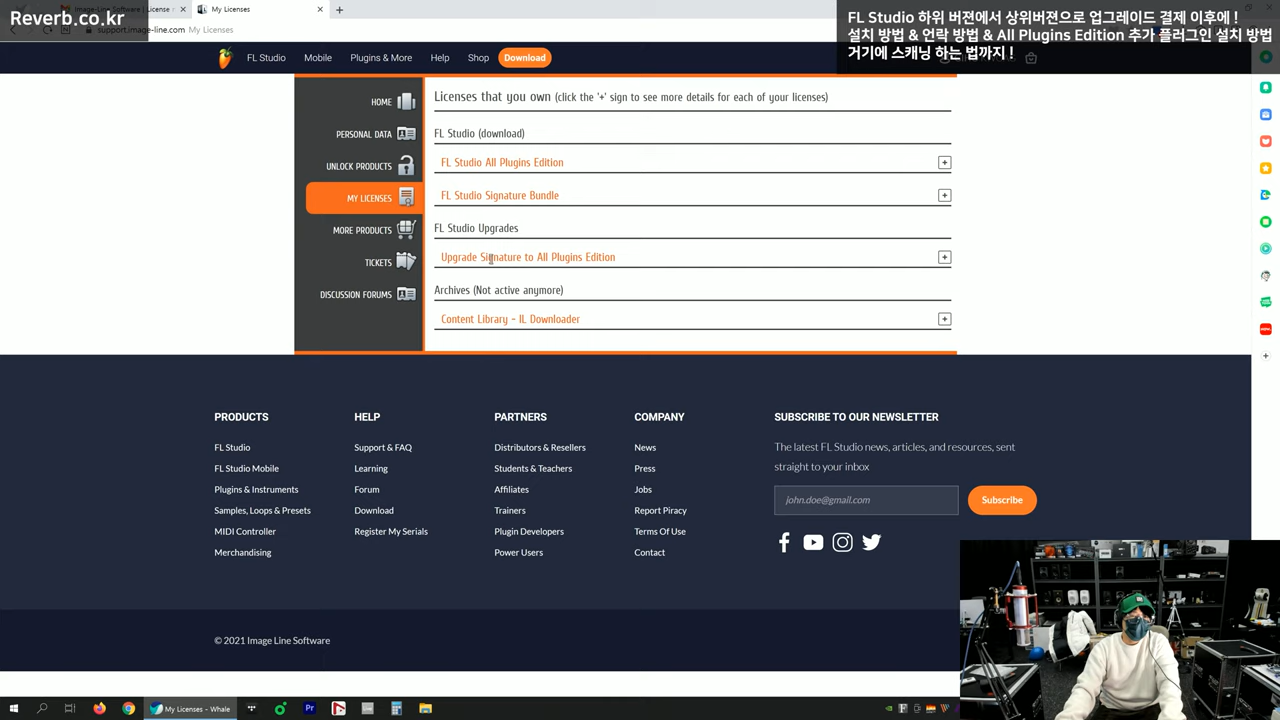 Reverb.co.kr
Image-Line Software | License
My Licenses
support.image-line.com My Licenses
FL Studio 하위 버젼에서 상위버젼으로 업그레이드 결제 이후에 !
설치 방법 & 언락 방법 & All Plugins Edition 추가 플러그인 설치 방법
거기에 스캐닝 하는 법까지 !
FL Studio
Mobile
Plugins & More
Help
Shop
Download
HOME
PERSONAL DATA
UNLOCK PRODUCTS
MY LICENSES
MORE PRODUCTS
TICKETS
DISCUSSION FORUMS
Licenses that you own (click the '+' sign to see more details for each of your licenses)
FL Studio (download)
FL Studio All Plugins Edition
FL Studio Signature Bundle
FL Studio Upgrades
Upgrade Signature to All Plugins Edition
Archives (Not active anymore)
Content Library - IL Downloader
PRODUCTS
FL Studio
FL Studio Mobile
Plugins & Instruments
Samples, Loops & Presets
MIDI Controller
Merchandising
HELP
Support & FAQ
Learning
Forum
Download
Register My Serials
PARTNERS
Distributors & Resellers
Students & Teachers
Affiliates
Trainers
Plugin Developers
Power Users
COMPANY
News
Press
Jobs
Report Piracy
Terms Of Use
Contact
SUBSCRIBE TO OUR NEWSLETTER
The latest FL Studio news, articles, and resources, sent
straight to your inbox
john.doe@gmail.com
Subscribe
© 2021 Image Line Software
My Licenses - Whale